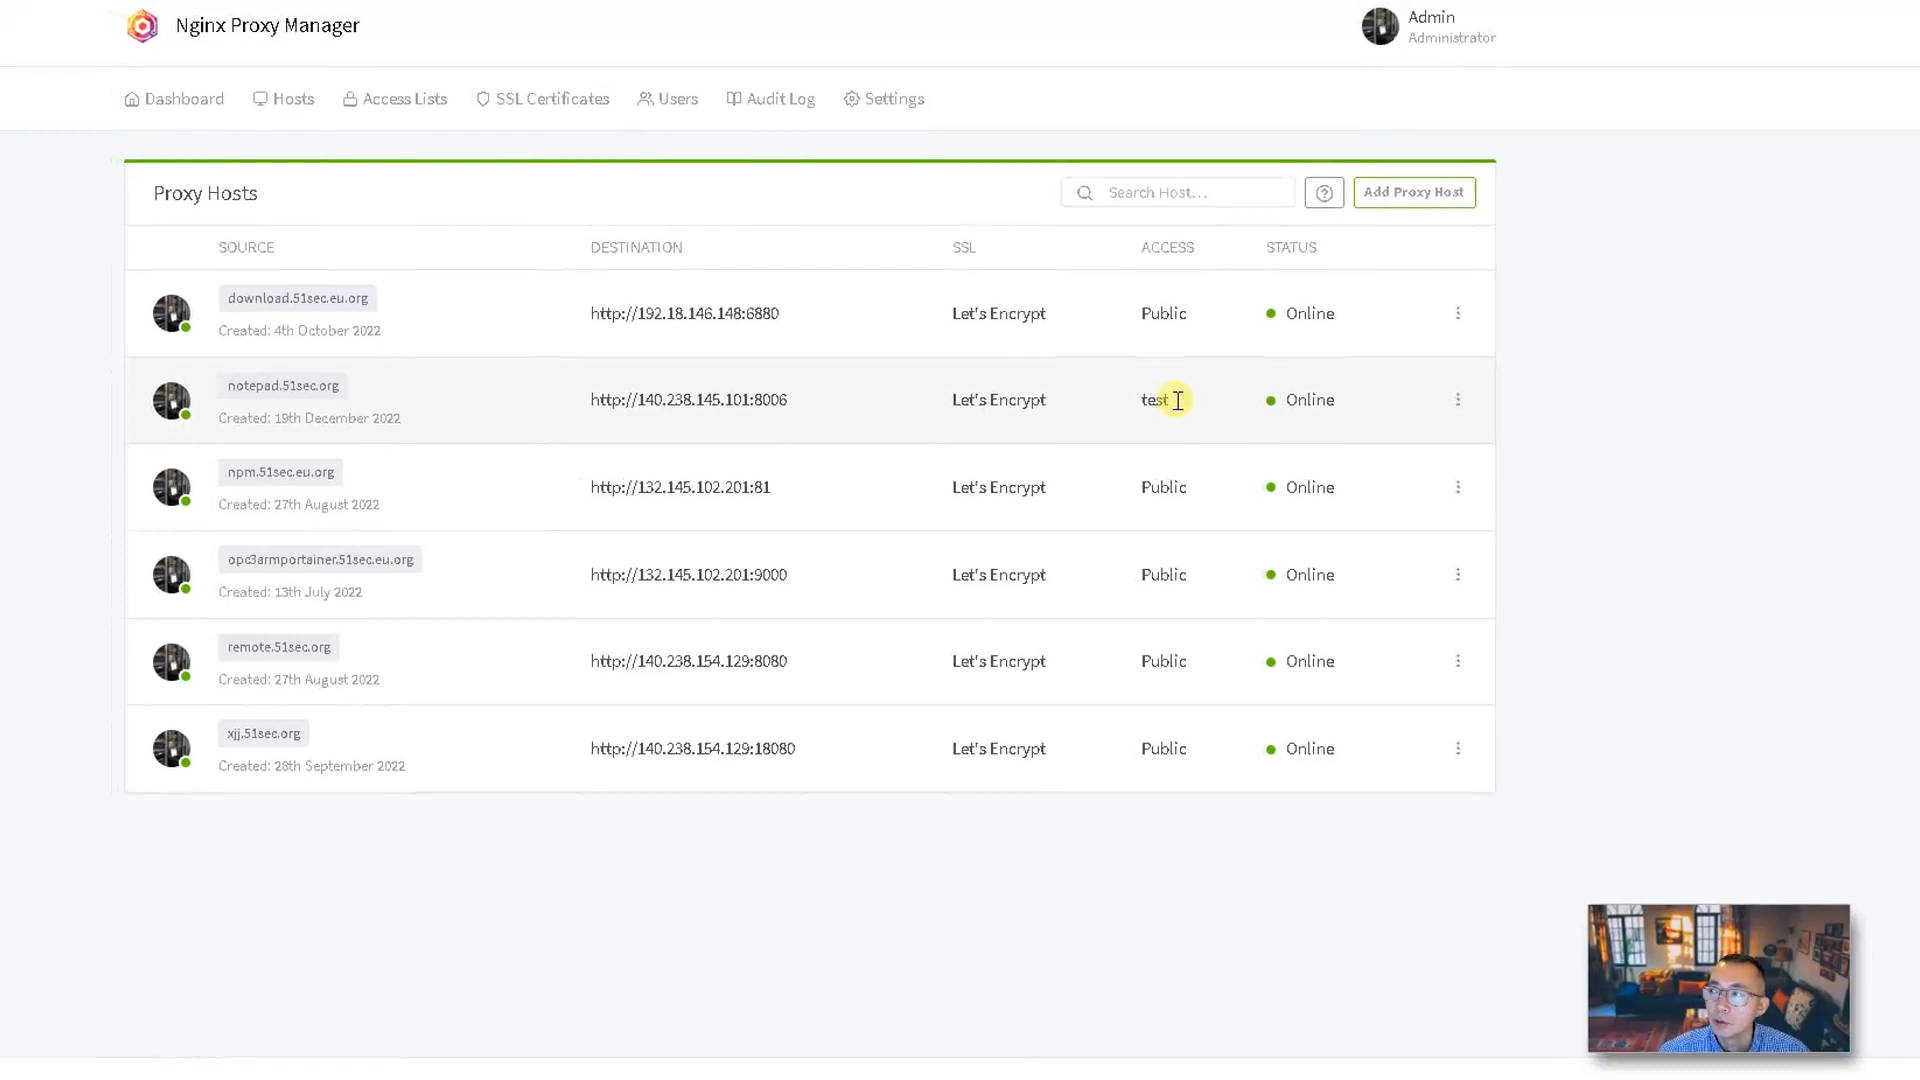 Nginx Proxy Manager
Admin
Administrator
Dashboard Hosts Access Lists SSL Certificates Users Audit Log Settings
Proxy Hosts
Search Host...
Add Proxy Host
SOURCE DESTINATION SSL ACCESS STATUS
download.51sec.eu.org
Created: 4th October 2022
http://192.18.146.148:6880 Let's Encrypt Public Online
notepad.51sec.org
Created: 19th December 2022
http://140.238.145.101:8006 Let's Encrypt test Online
npm.51sec.eu.org
Created: 27th August 2022
http://132.145.102.201:81 Let's Encrypt Public Online
opc3armportainer.51sec.eu.org
Created: 13th July 2022
http://132.145.102.201:9000 Let's Encrypt Public Online
remote.51sec.org
Created: 27th August 2022
http://140.238.154.129:8080 Let's Encrypt Public Online
xjj.51sec.org
Created: 28th September 2022
http://140.238.154.129:18080 Let's Encrypt Public Online